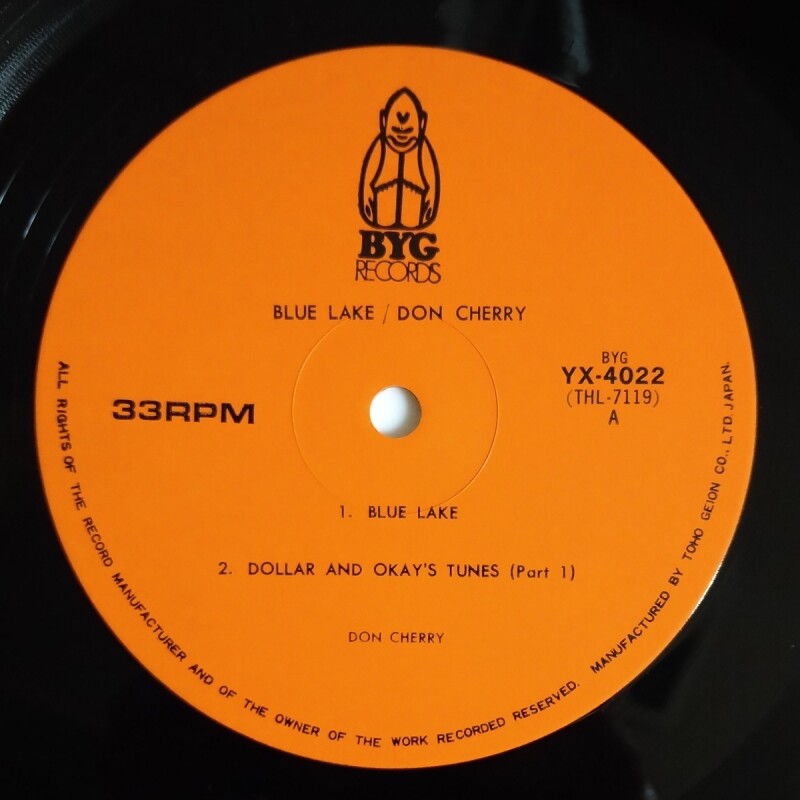 BYG
RECORDS
BLUE LAKE / DON CHERRY
33RPM
BYG
YX-4022
(THL-7119)
A
1. BLUE LAKE
2. DOLLAR AND OKAY'S TUNES (Part 1)
DON CHERRY
ALL RIGHTS OF THE RECORD MANUFACTURER AND OF THE OWNER OF THE WORK RECORDED RESERVED. MANUFACTURED BY TOHO GEION CO., LTD. JAPAN.